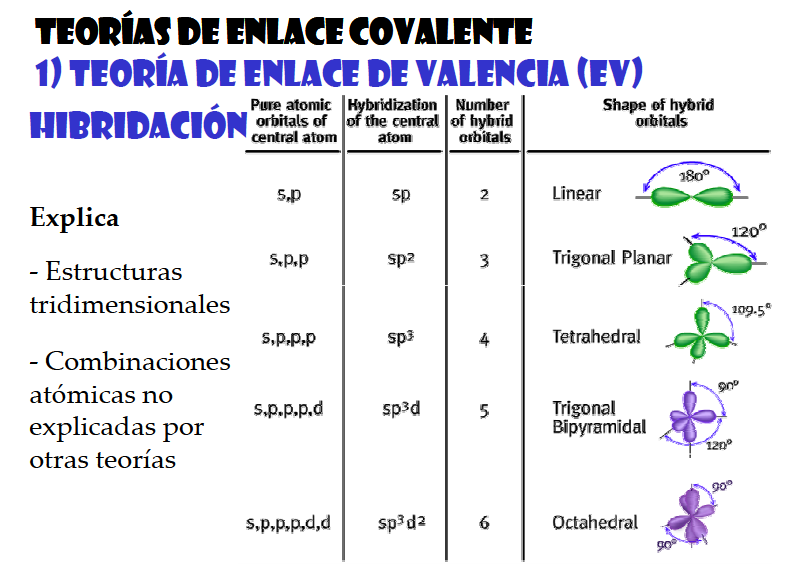 TEORÍAS DE ENLACE COVALENTE
1) TEORÍA DE ENLACE DE VALENCIA (EV)
HIBRIDACIÓN
Explica
- Estructuras
tridimensionales
- Combinaciones
atómicas no
explicadas por
otras teorías
Pure atomic
orbitals of
central atom
Hybridization
of the central
atom
Number
of hybrid
orbitals
Shape of hybrid
orbitals
s,p sp 2 Linear 180°
s,p,p sp2 3 Trigonal Planar 120°
s,p,p,p sp3 4 Tetrahedral 109.5°
s,p,p,p,d sp3d 5 Trigonal
Bipyramidal
90°
120°
s,p,p,p,d,d sp3d2 6 Octahedral
90°
90°